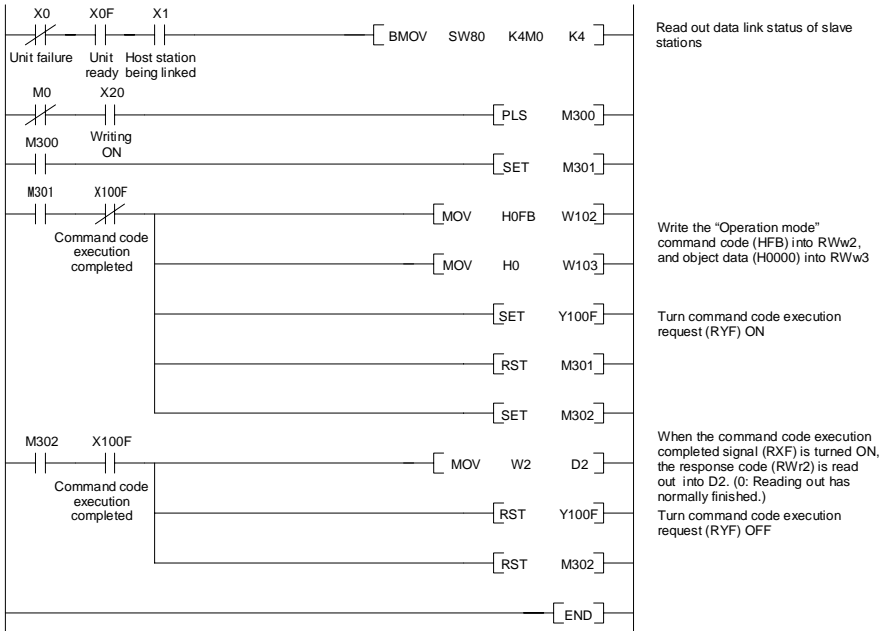 X0 X0F X1
BMOV SW80 K4M0 K4
Read out data link status of slave
stations
Unit failure Unit Host station
ready being linked
M0 X20
PLS M300
Writing
ON
M300
SET M301
M301 X100F
MOV H0FB W102
Command code
execution
completed
Write the “Operation mode”
command code (HFB) into RWw2,
and object data (H0000) into RWw3
MOV H0 W103
SET Y100F
Turn command code execution
request (RYF) ON
RST M301
SET M302
M302 X100F
MOV W2 D2
Command code
execution
completed
When the command code execution
completed signal (RXF) is turned ON,
the response code (RWr2) is read
out into D2. (0: Reading out has
normally finished.)
RST Y100F
Turn command code execution
request (RYF) OFF
RST M302
END